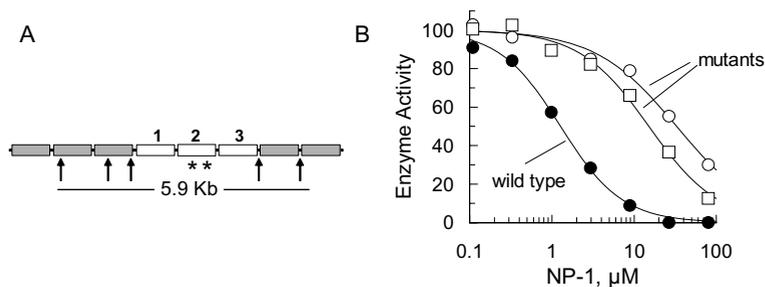 A
1 2 3
* *
5.9 Kb
B
Enzyme Activity
100
80
60
40
20
0
mutants
wild type
0.1 1 10 100
NP-1, µM